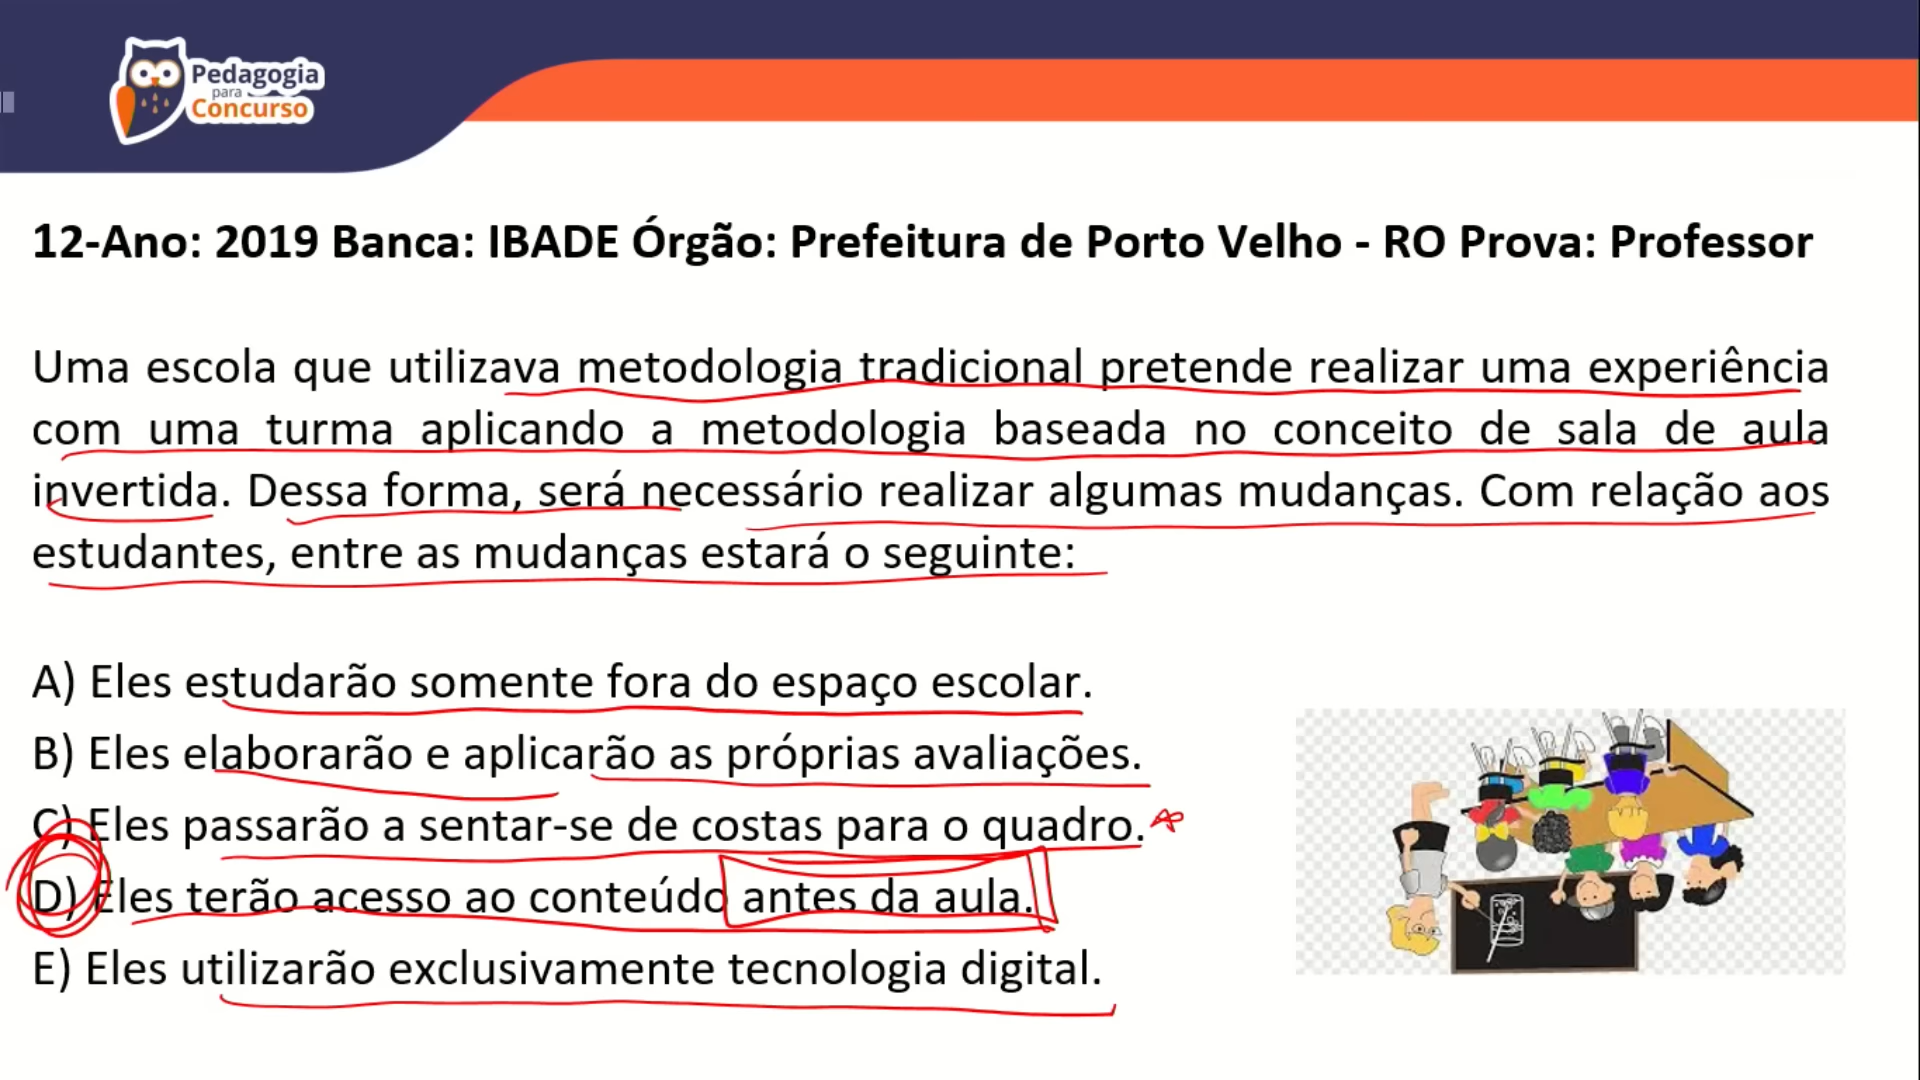 Pedagogia
para
Concurso
12-Ano: 2019 Banca: IBADE Órgão: Prefeitura de Porto Velho - RO Prova: Professor
Uma escola que utilizava metodologia tradicional pretende realizar uma experiência
com uma turma aplicando a metodologia baseada no conceito de sala de aula
invertida. Dessa forma, será necessário realizar algumas mudanças. Com relação aos
estudantes, entre as mudanças estará o seguinte:
A) Eles estudarão somente fora do espaço escolar.
B) Eles elaborarão e aplicarão as próprias avaliações.
C) Eles passarão a sentar-se de costas para o quadro.
D) Eles terão acesso ao conteúdo antes da aula.
E) Eles utilizarão exclusivamente tecnologia digital.